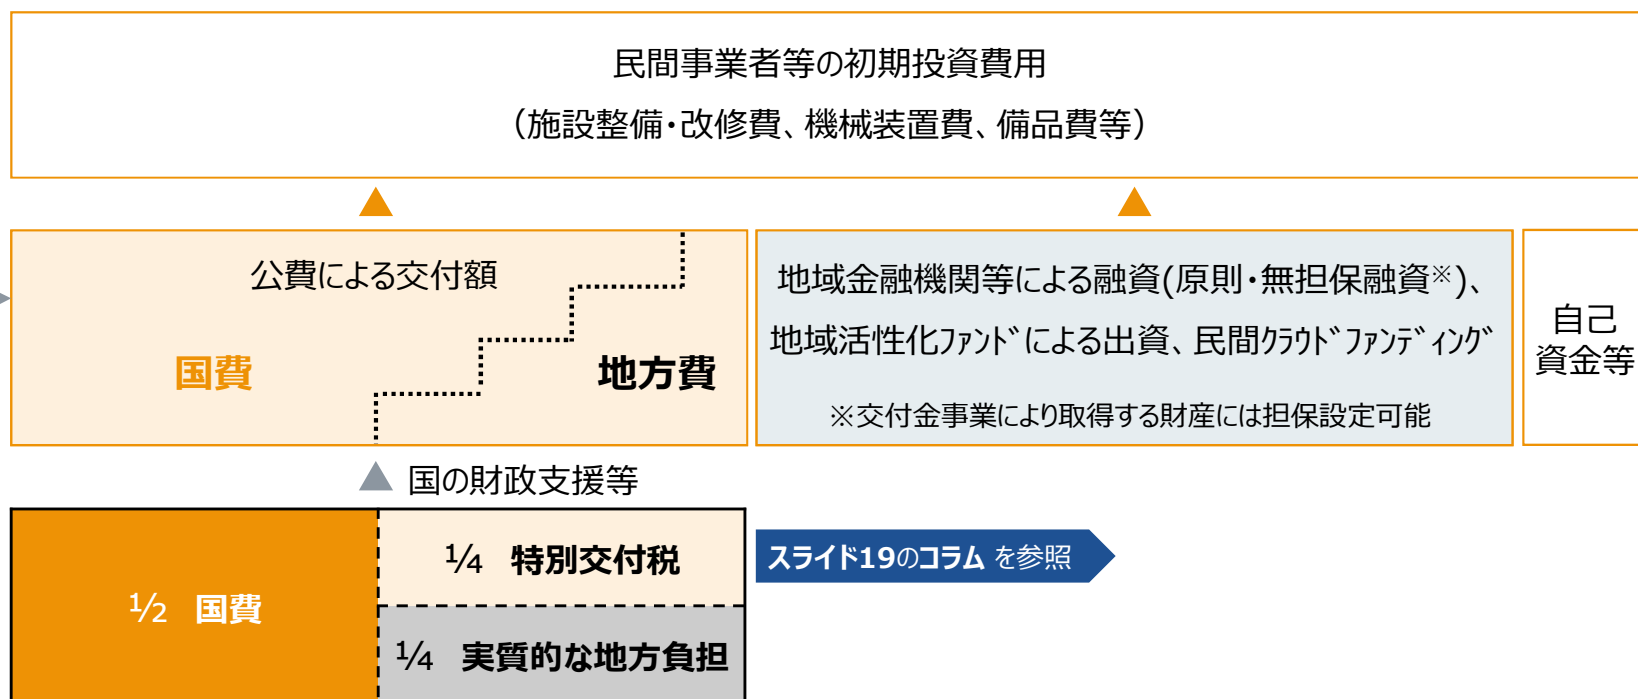 民間事業者等の初期投資費用
（施設整備・改修費、機械装置費、備品費等）
公費による交付額
国費
地方費
地域金融機関等による融資(原則・無担保融資※)、
地域活性化ﾌｧﾝﾄﾞによる出資、民間ｸﾗｳﾄﾞﾌｧﾝﾃﾞｨﾝｸﾞ
※交付金事業により取得する財産には担保設定可能
自己
資金等
国の財政支援等
½ 国費
¼ 特別交付税
¼ 実質的な地方負担
スライド19のコラム を参照